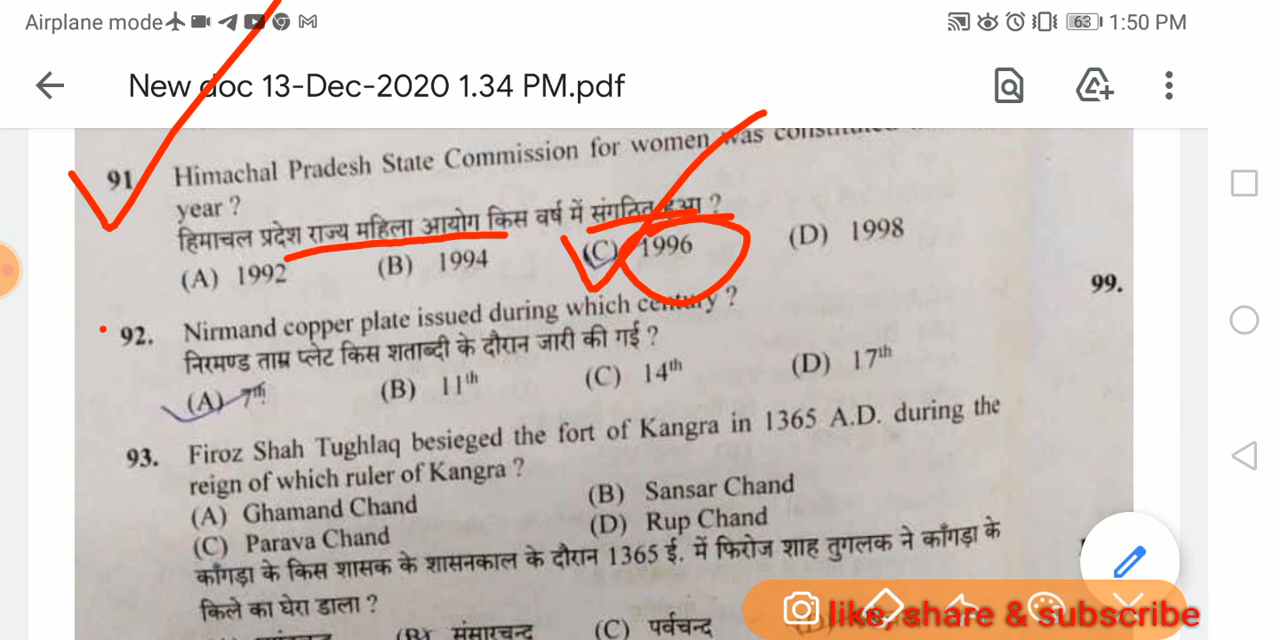 Airplane mode 63 1:50 PM
New doc 13-Dec-2020 1.34 PM.pdf
91 Himachal Pradesh State Commission for women was
year ?
हिमाचल प्रदेश राज्य महिला आयोग किस वर्ष में संगठित हुआ ?
(A) 1992 (B) 1994 (C) 1996 (D) 1998
99.
92. Nirmand copper plate issued during which century ?
निरमण्ड ताम्र प्लेट किस शताब्दी के दौरान जारी की गई ?
(A) 7th (B) 11th (C) 14th (D) 17th
93. Firoz Shah Tughlaq besieged the fort of Kangra in 1365 A.D. during the
reign of which ruler of Kangra ?
(A) Ghamand Chand (B) Sansar Chand
(C) Parava Chand (D) Rup Chand
काँगड़ा के किस शासक के शासनकाल के दौरान 1365 ई. में फिरोज शाह तुगलक ने काँगड़ा के
किले का घेरा डाला ?
(B) संसारचन्द (C) पर्वचन्द
like, share & subscribe